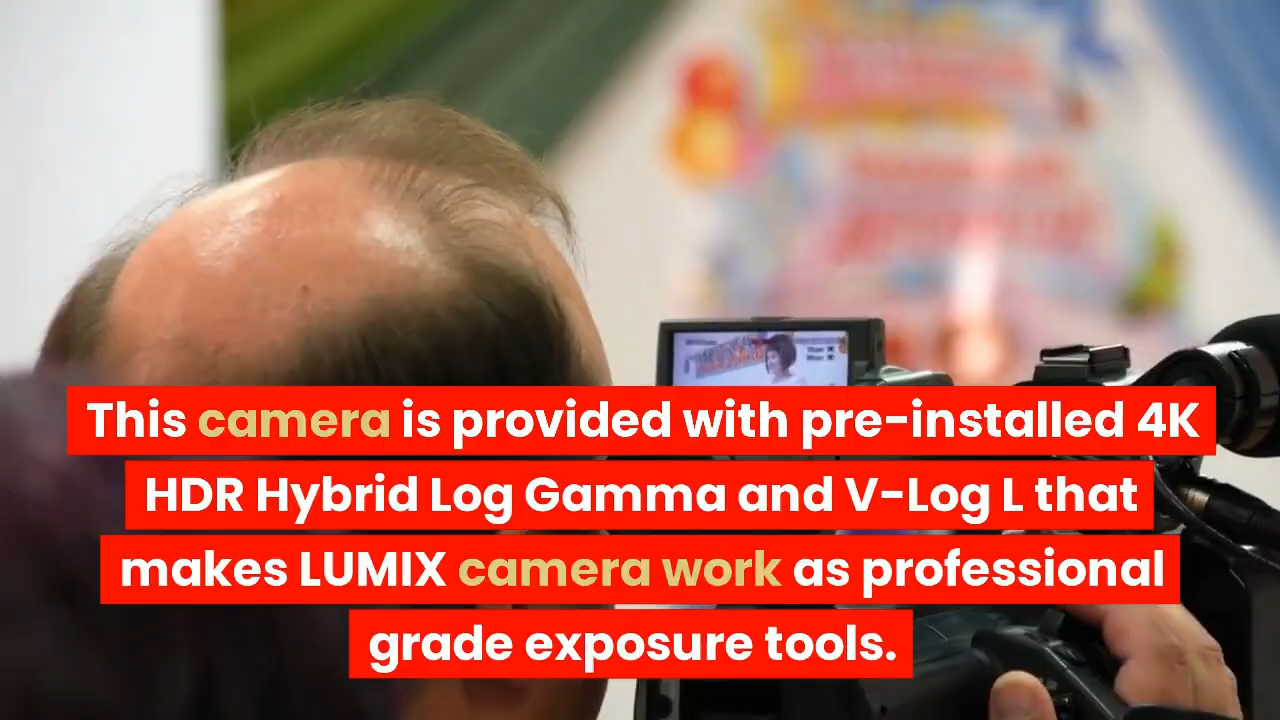 This camera is provided with pre-installed 4K
HDR Hybrid Log Gamma and V-Log L that
makes LUMIX camera work as professional
grade exposure tools.